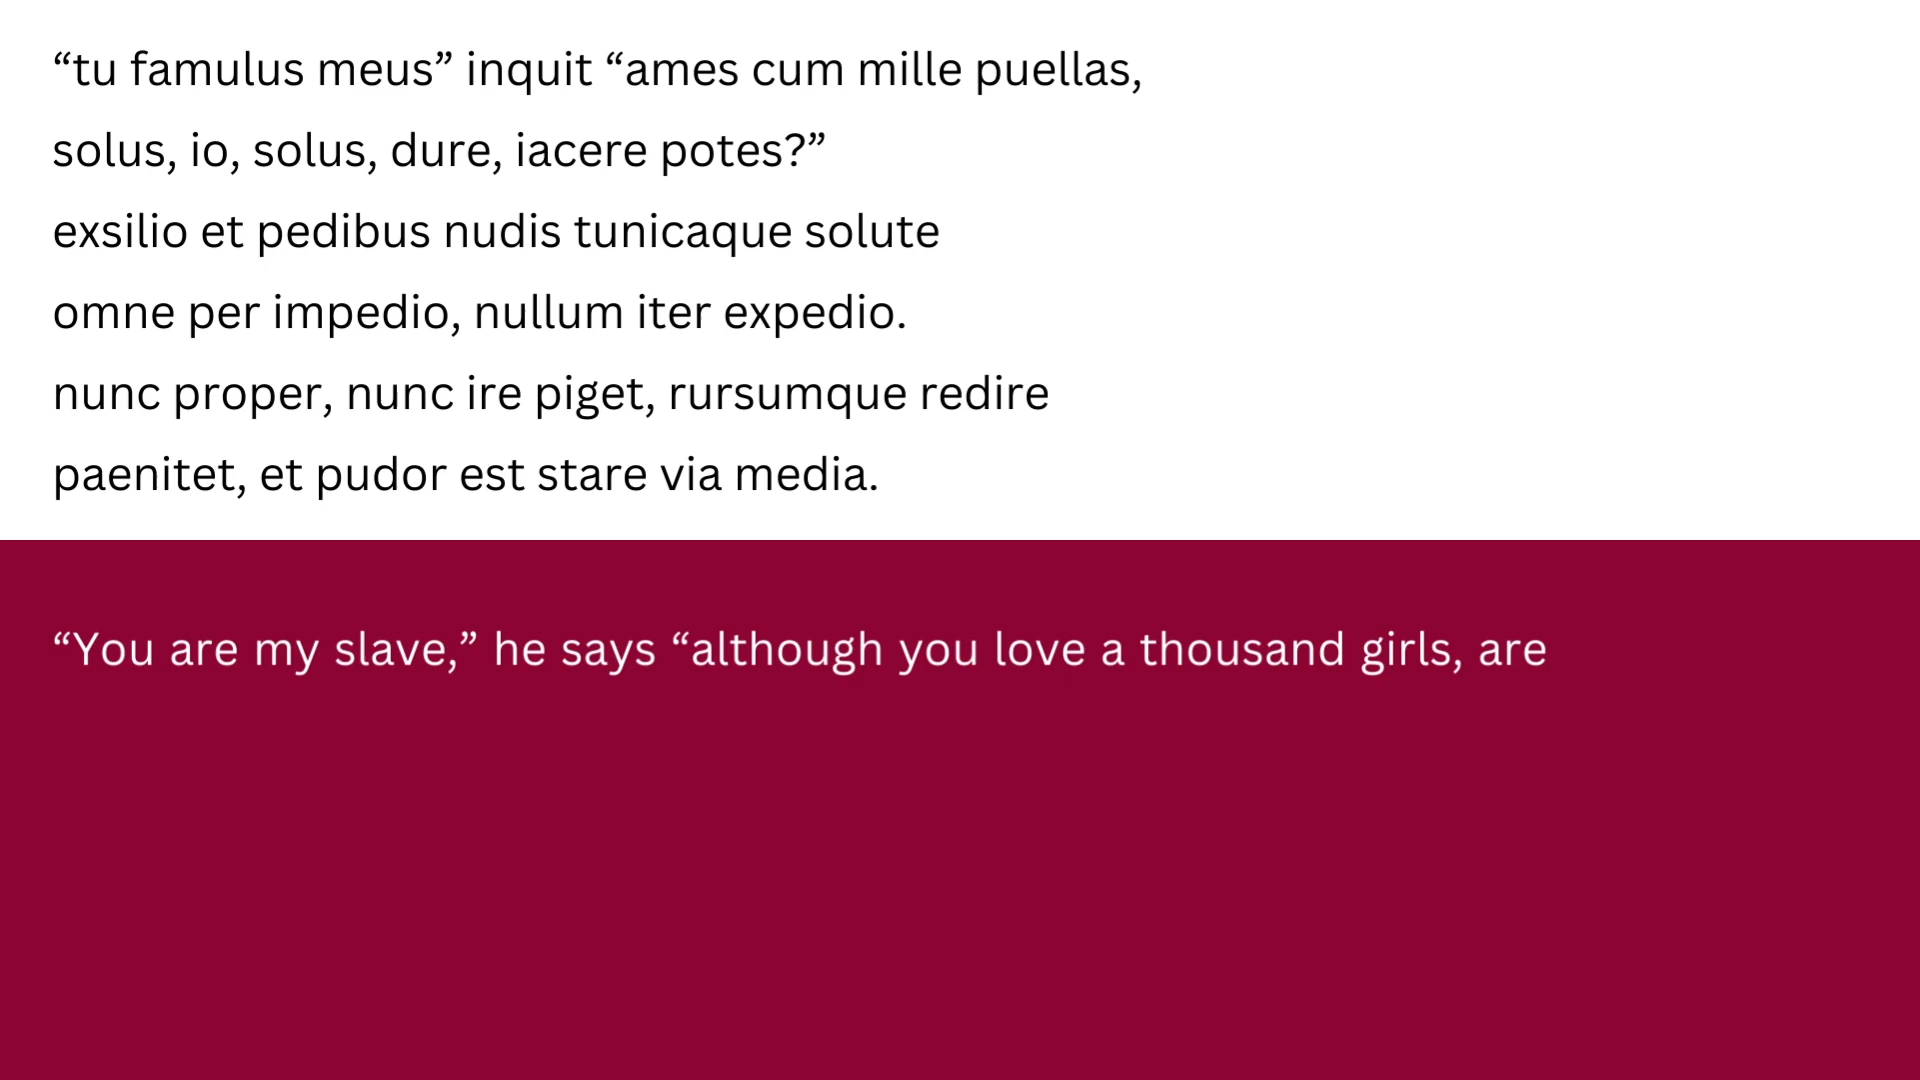 “tu famulus meus” inquit “ames cum mille puellas,
solus, io, solus, dure, iacere potes?”
exsilio et pedibus nudis tunicaque solute
omne per impedio, nullum iter expedio.
nunc proper, nunc ire piget, rursumque redire
paenitet, et pudor est stare via media.
“You are my slave,” he says “although you love a thousand girls, are